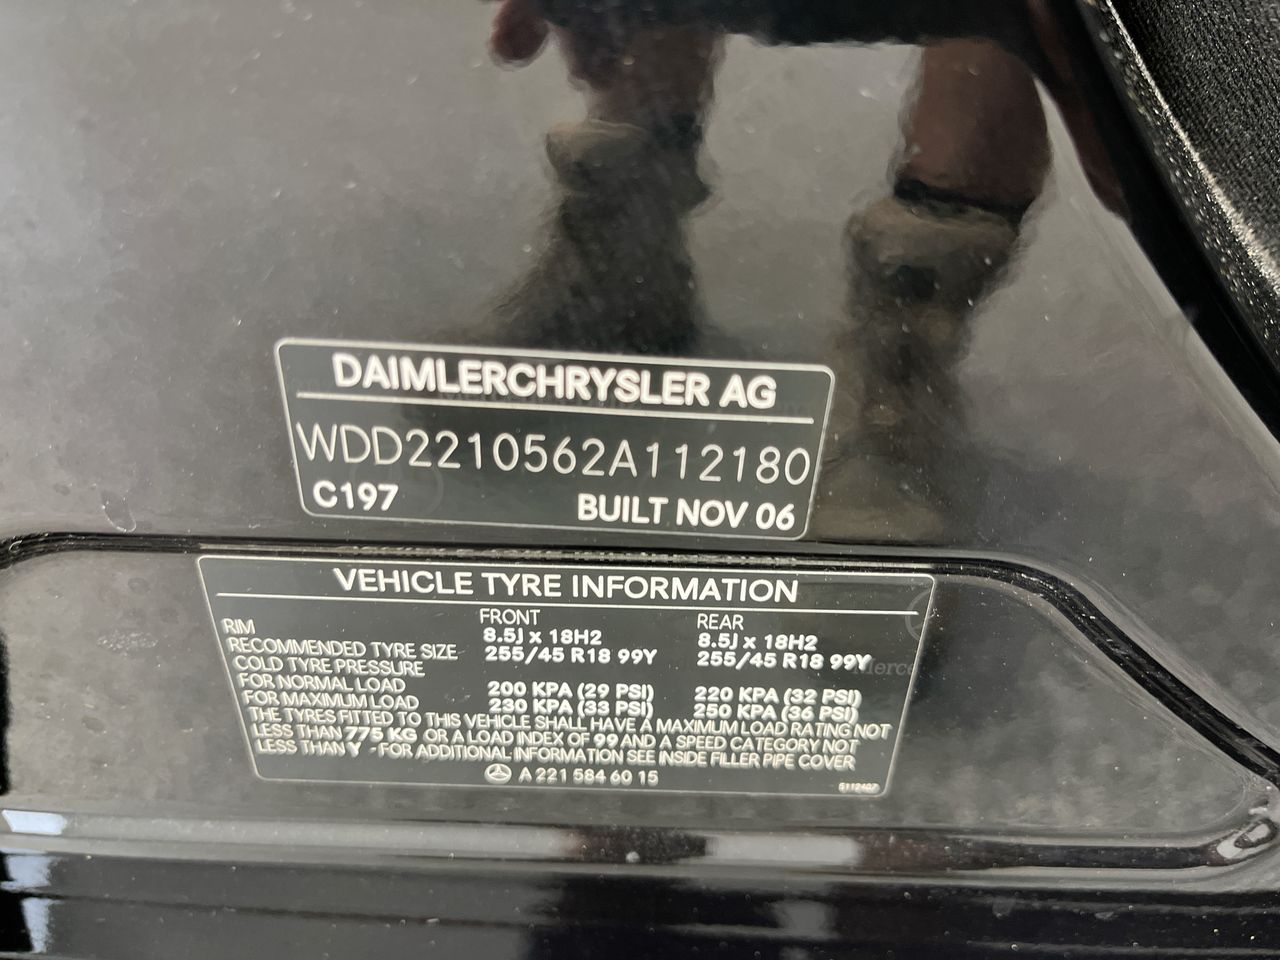 DAIMLERCHRYSLER AG
WDD2210562A112180
C197 BUILT NOV 06
VEHICLE TYRE INFORMATION
FRONT REAR
RIM 8.5J x 18H2 8.5J x 18H2
RECOMMENDED TYRE SIZE 255/45 R18 99Y 255/45 R18 99Y
COLD TYRE PRESSURE
FOR NORMAL LOAD 200 KPA (29 PSI) 220 KPA (32 PSI)
FOR MAXIMUM LOAD 230 KPA (33 PSI) 250 KPA (36 PSI)
THE TYRES FITTED TO THIS VEHICLE SHALL HAVE A MAXIMUM LOAD RATING NOT
LESS THAN 775 KG OR A LOAD INDEX OF 99 AND A SPEED CATEGORY NOT
LESS THAN Y - FOR ADDITIONAL INFORMATION SEE INSIDE FILLER PIPE COVER
A 221 584 60 15
5112407